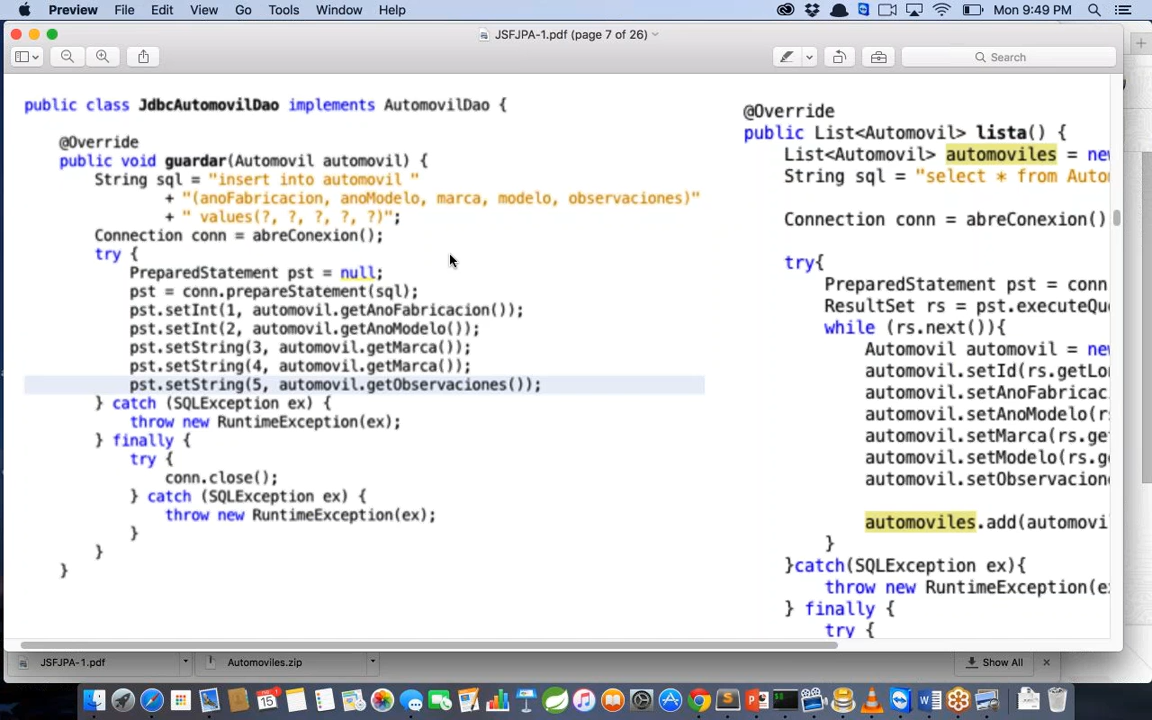 Preview File Edit View Go Tools Window Help Mon 9:49 PM
JSFJPA-1.pdf (page 7 of 26)
Search
public class JdbcAutomovilDao implements AutomovilDao {
@Override
public void guardar(Automovil automovil) {
String sql = "insert into automovil "
+ "(anoFabricacion, anoModelo, marca, modelo, observaciones)"
+ " values(?, ?, ?, ?, ?)";
Connection conn = abreConexion();
try {
PreparedStatement pst = null;
pst = conn.prepareStatement(sql);
pst.setInt(1, automovil.getAnoFabricacion());
pst.setInt(2, automovil.getAnoModelo());
pst.setString(3, automovil.getMarca());
pst.setString(4, automovil.getMarca());
pst.setString(5, automovil.getObservaciones());
} catch (SQLException ex) {
throw new RuntimeException(ex);
} finally {
try {
conn.close();
} catch (SQLException ex) {
throw new RuntimeException(ex);
}
}
}
@Override
public List<Automovil> lista() {
List<Automovil> automoviles = new
String sql = "select * from Auto
Connection conn = abreConexion()
try{
PreparedStatement pst = conn
ResultSet rs = pst.executeQu
while (rs.next()){
Automovil automovil = new
automovil.setId(rs.getLo
automovil.setAnoFabricac
automovil.setAnoModelo(r
automovil.setMarca(rs.ge
automovil.setModelo(rs.g
automovil.setObservacion
automoviles.add(automovi
}
}catch(SQLException ex){
throw new RuntimeException(e
} finally {
try {
JSFJPA-1.pdf Automoviles.zip Show All